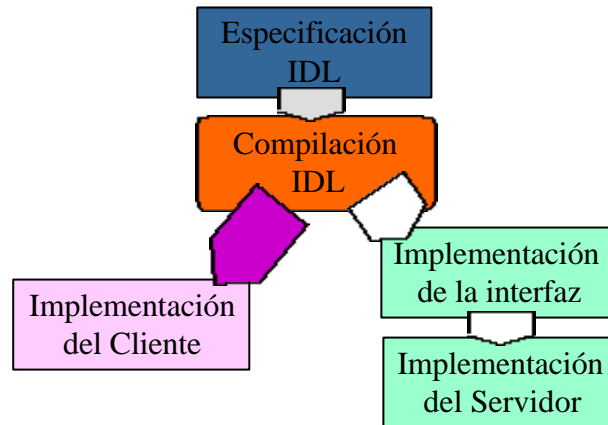 Especificación
IDL
Compilación
IDL
Implementación
del Cliente
Implementación
de la interfaz
Implementación
del Servidor